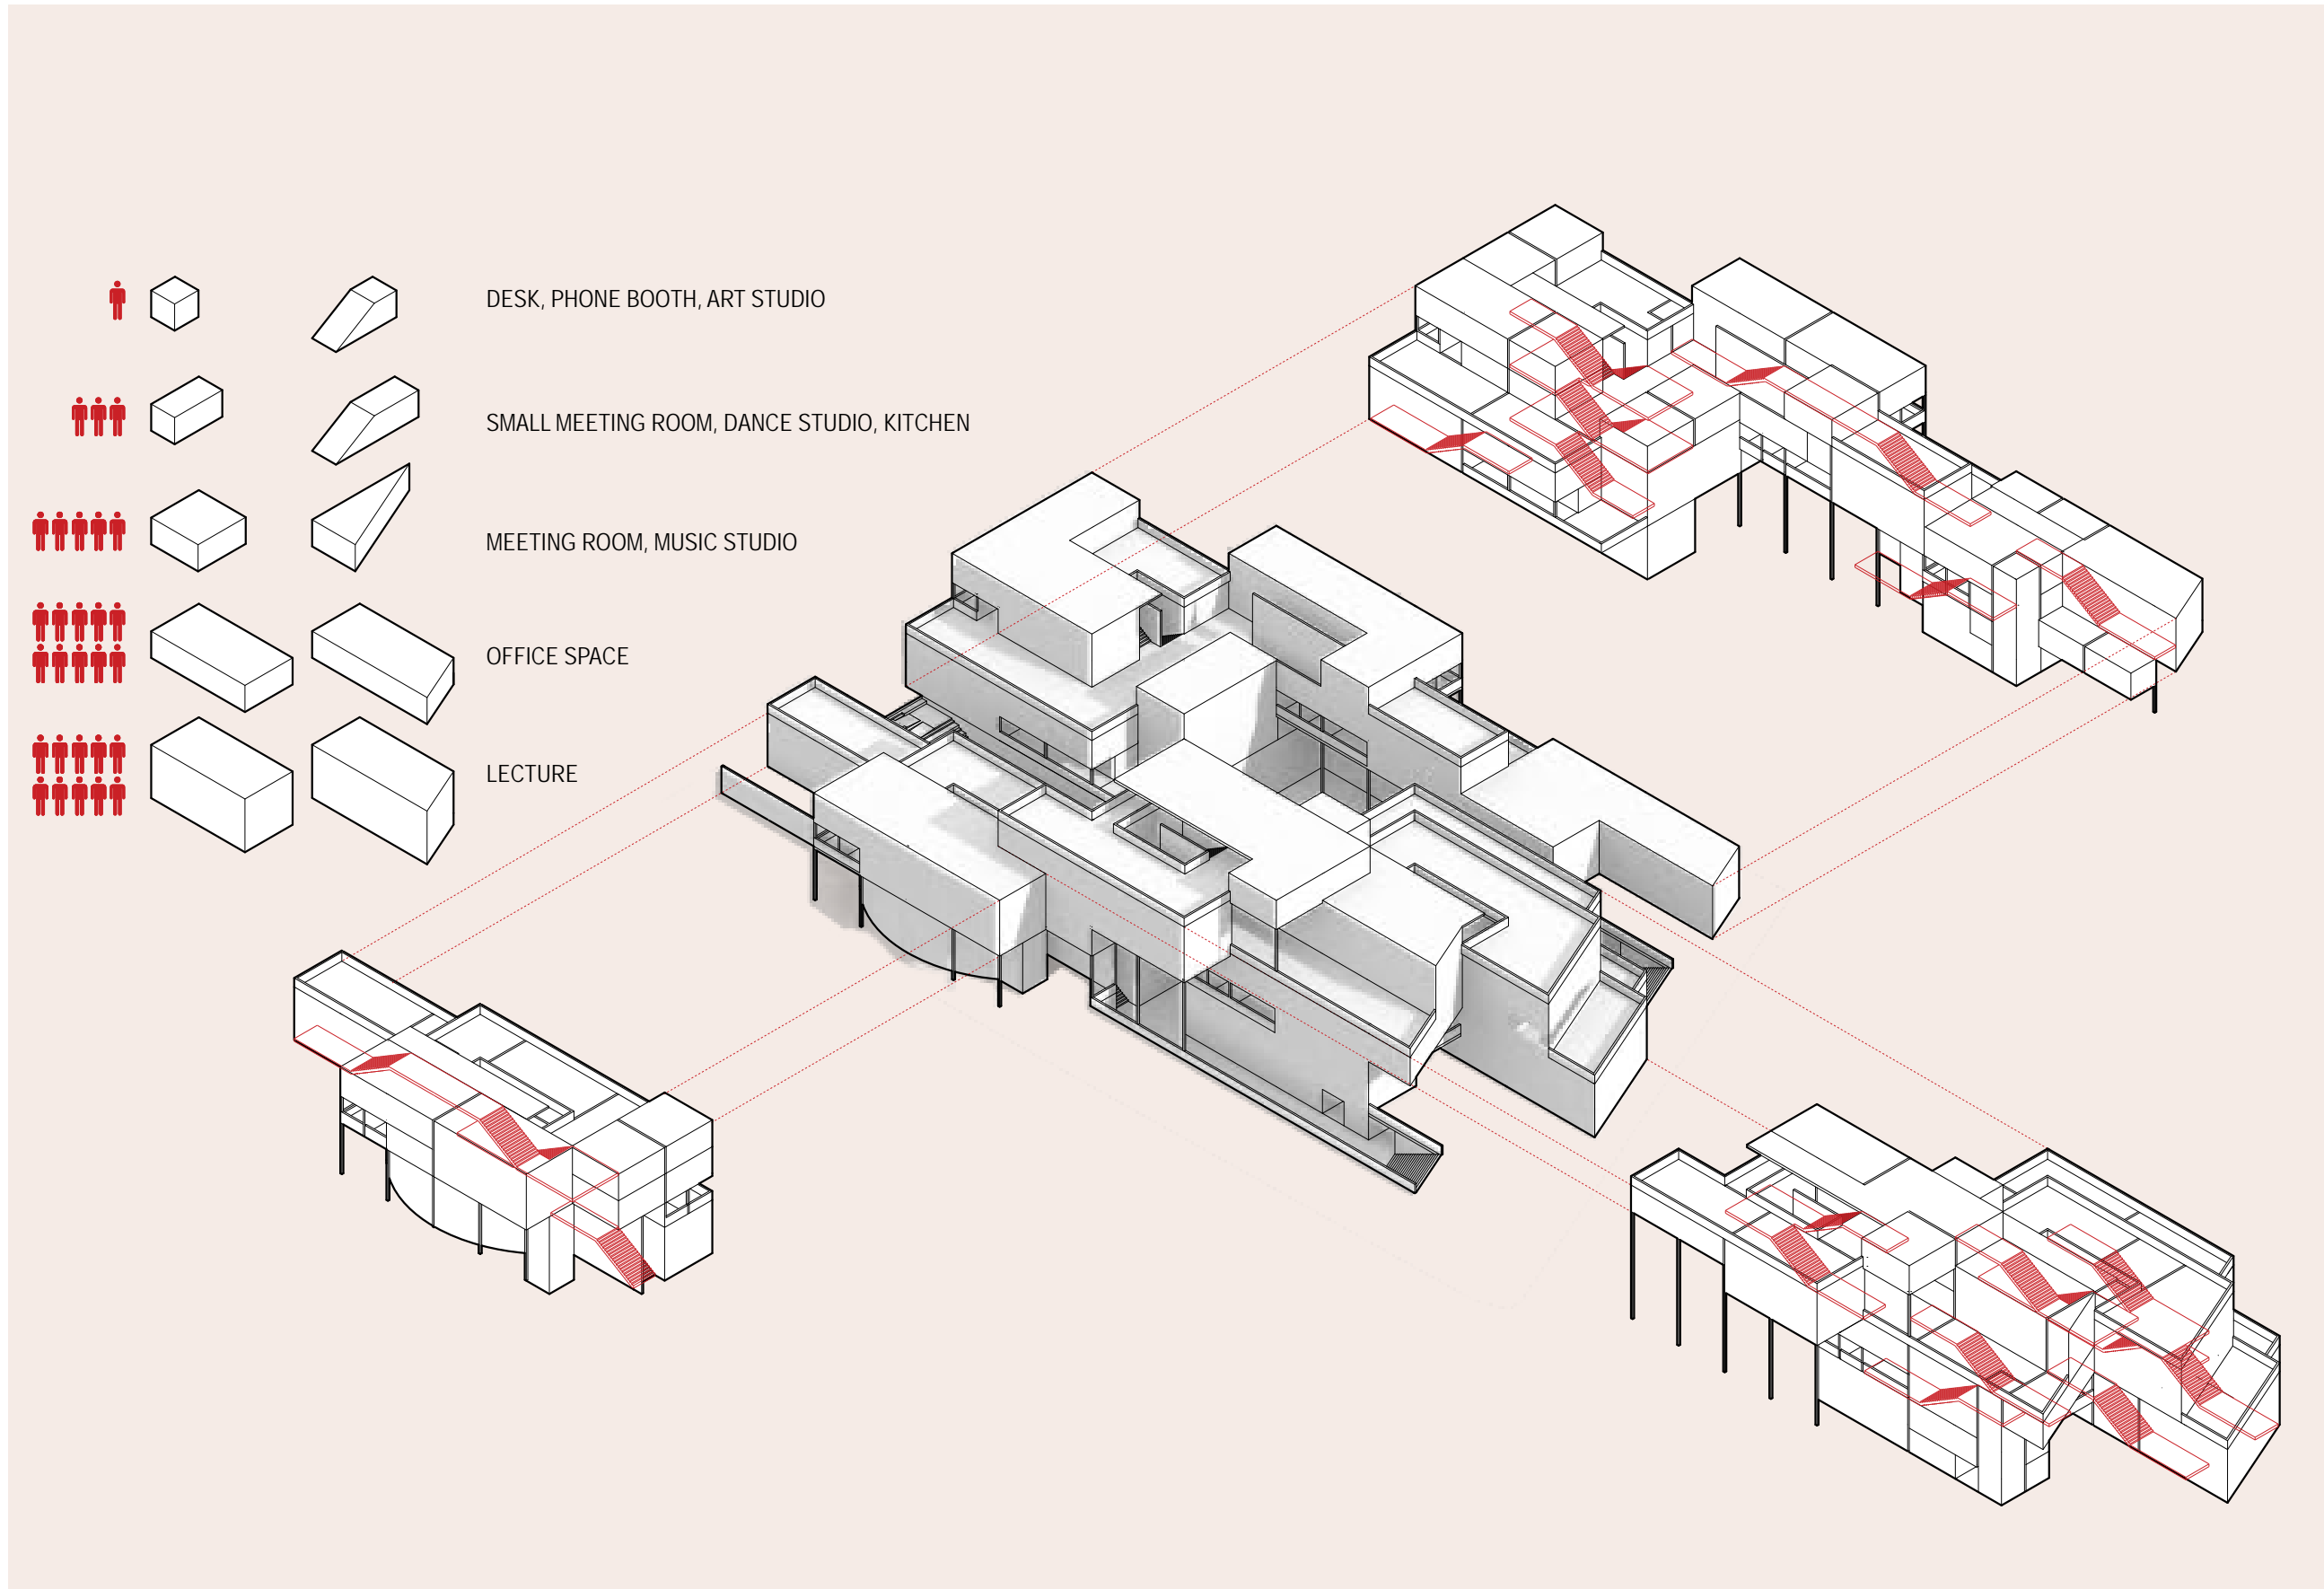 DESK, PHONE BOOTH, ART STUDIO
SMALL MEETING ROOM, DANCE STUDIO, KITCHEN
MEETING ROOM, MUSIC STUDIO
OFFICE SPACE
LECTURE